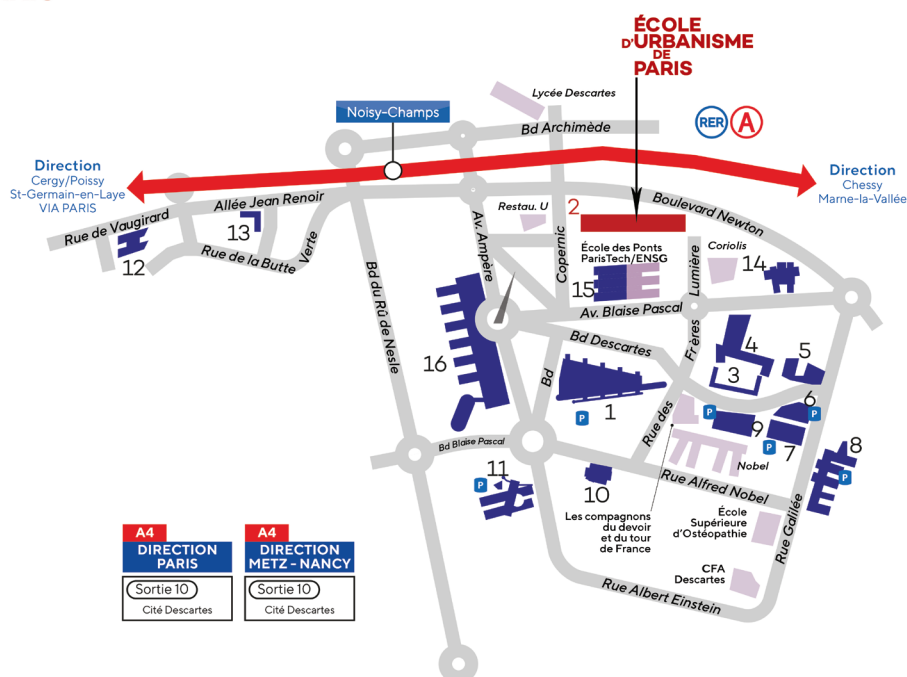 ÉCOLE
D'URBANISME
DE
PARIS
Lycée Descartes
Noisy-Champs
Bd Archimède
RER A
Direction
Cergy/Poissy
St-Germain-en-Laye
VIA PARIS
Direction
Chessy
Marne-la-Vallée
Allée Jean Renoir
Rue de Vaugirard
13
12
Rue de la Butte Verte
Restau. U
2
Boulevard Newton
Av. Ampère
Copernic
École des Ponts
ParisTech/ENSG
15
Lumière
Coriolis
14
Bd du Rû de Nesle
Av. Blaise Pascal
Bd Descartes
Frères
16
4
5
3
Bd
1
P
6
P
P
9
7
P
Rue des
8
P
Bd Blaise Pascal
11
P
10
Nobel
Rue Alfred Nobel
Les compagnons
du devoir
et du tour
de France
École
Supérieure
d'Ostéopathie
Rue Galilée
CFA
Descartes
Rue Albert Einstein
A4
DIRECTION
PARIS
Sortie 10
Cité Descartes
A4
DIRECTION
METZ - NANCY
Sortie 10
Cité Descartes